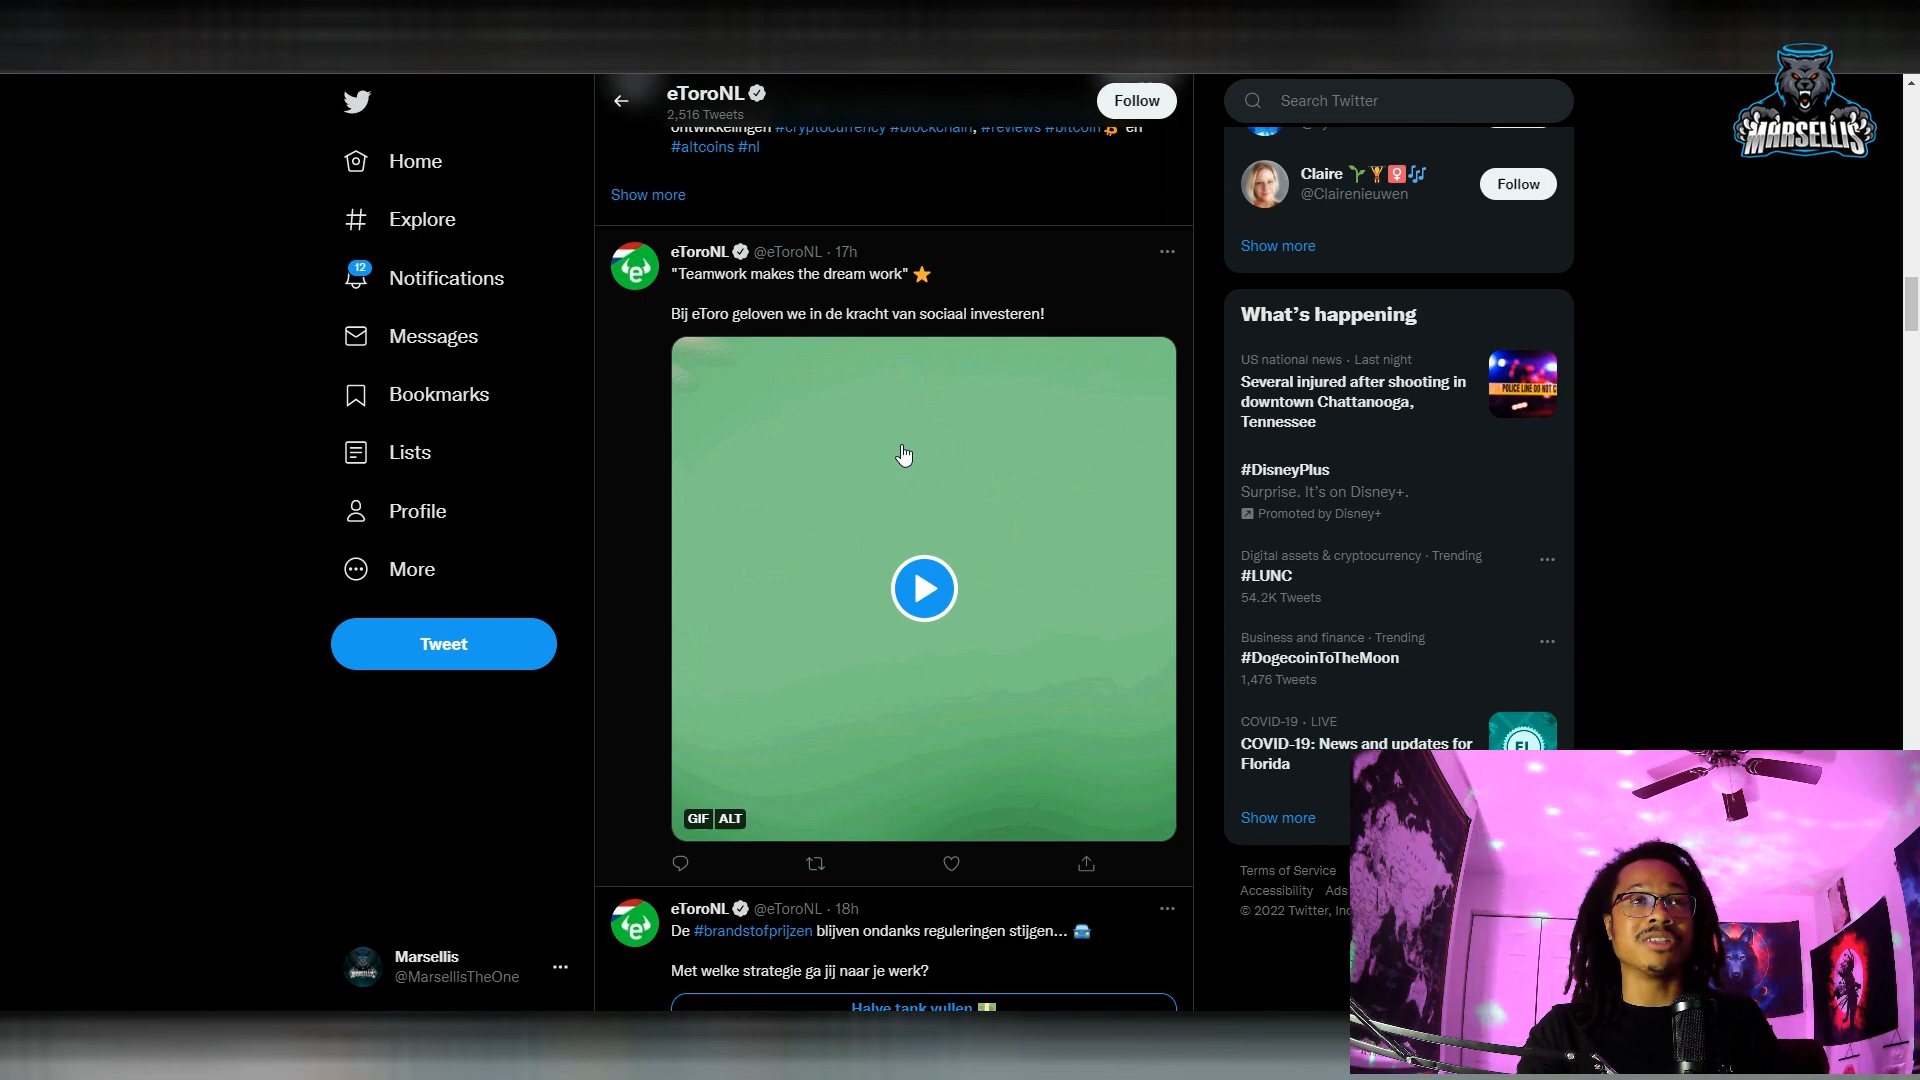 MARSELLIS
Home
Explore
12
Notifications
Messages
Bookmarks
Lists
Profile
More
Tweet
Marsellis
@MarsellisTheOne
eToroNL
2,516 Tweets
Follow
ontwikkelingen #cryptocurrency #blockchain, #reviews #bitcoin en
#altcoins #nl
Show more
eToroNL @eToroNL · 17h
"Teamwork makes the dream work" ⭐
Bij eToro geloven we in de kracht van sociaal investeren!
GIF ALT
eToroNL @eToroNL · 18h
De #brandstofprijzen blijven ondanks reguleringen stijgen... 🚘
Met welke strategie ga jij naar je werk?
Halve tank vullen 💵
Search Twitter
Claire 🌱🏋️♀️🎶
@Clairenieuwen
Follow
Show more
What's happening
US national news · Last night
Several injured after shooting in
downtown Chattanooga,
Tennessee
POLICE LINE DO NOT C
#DisneyPlus
Surprise. It's on Disney+.
Promoted by Disney+
Digital assets & cryptocurrency · Trending
#LUNC
54.2K Tweets
Business and finance · Trending
#DogecoinToTheMoon
1,476 Tweets
COVID-19 · LIVE
COVID-19: News and updates for
Florida
FL
Show more
Terms of Service
Accessibility Ads
© 2022 Twitter, Inc